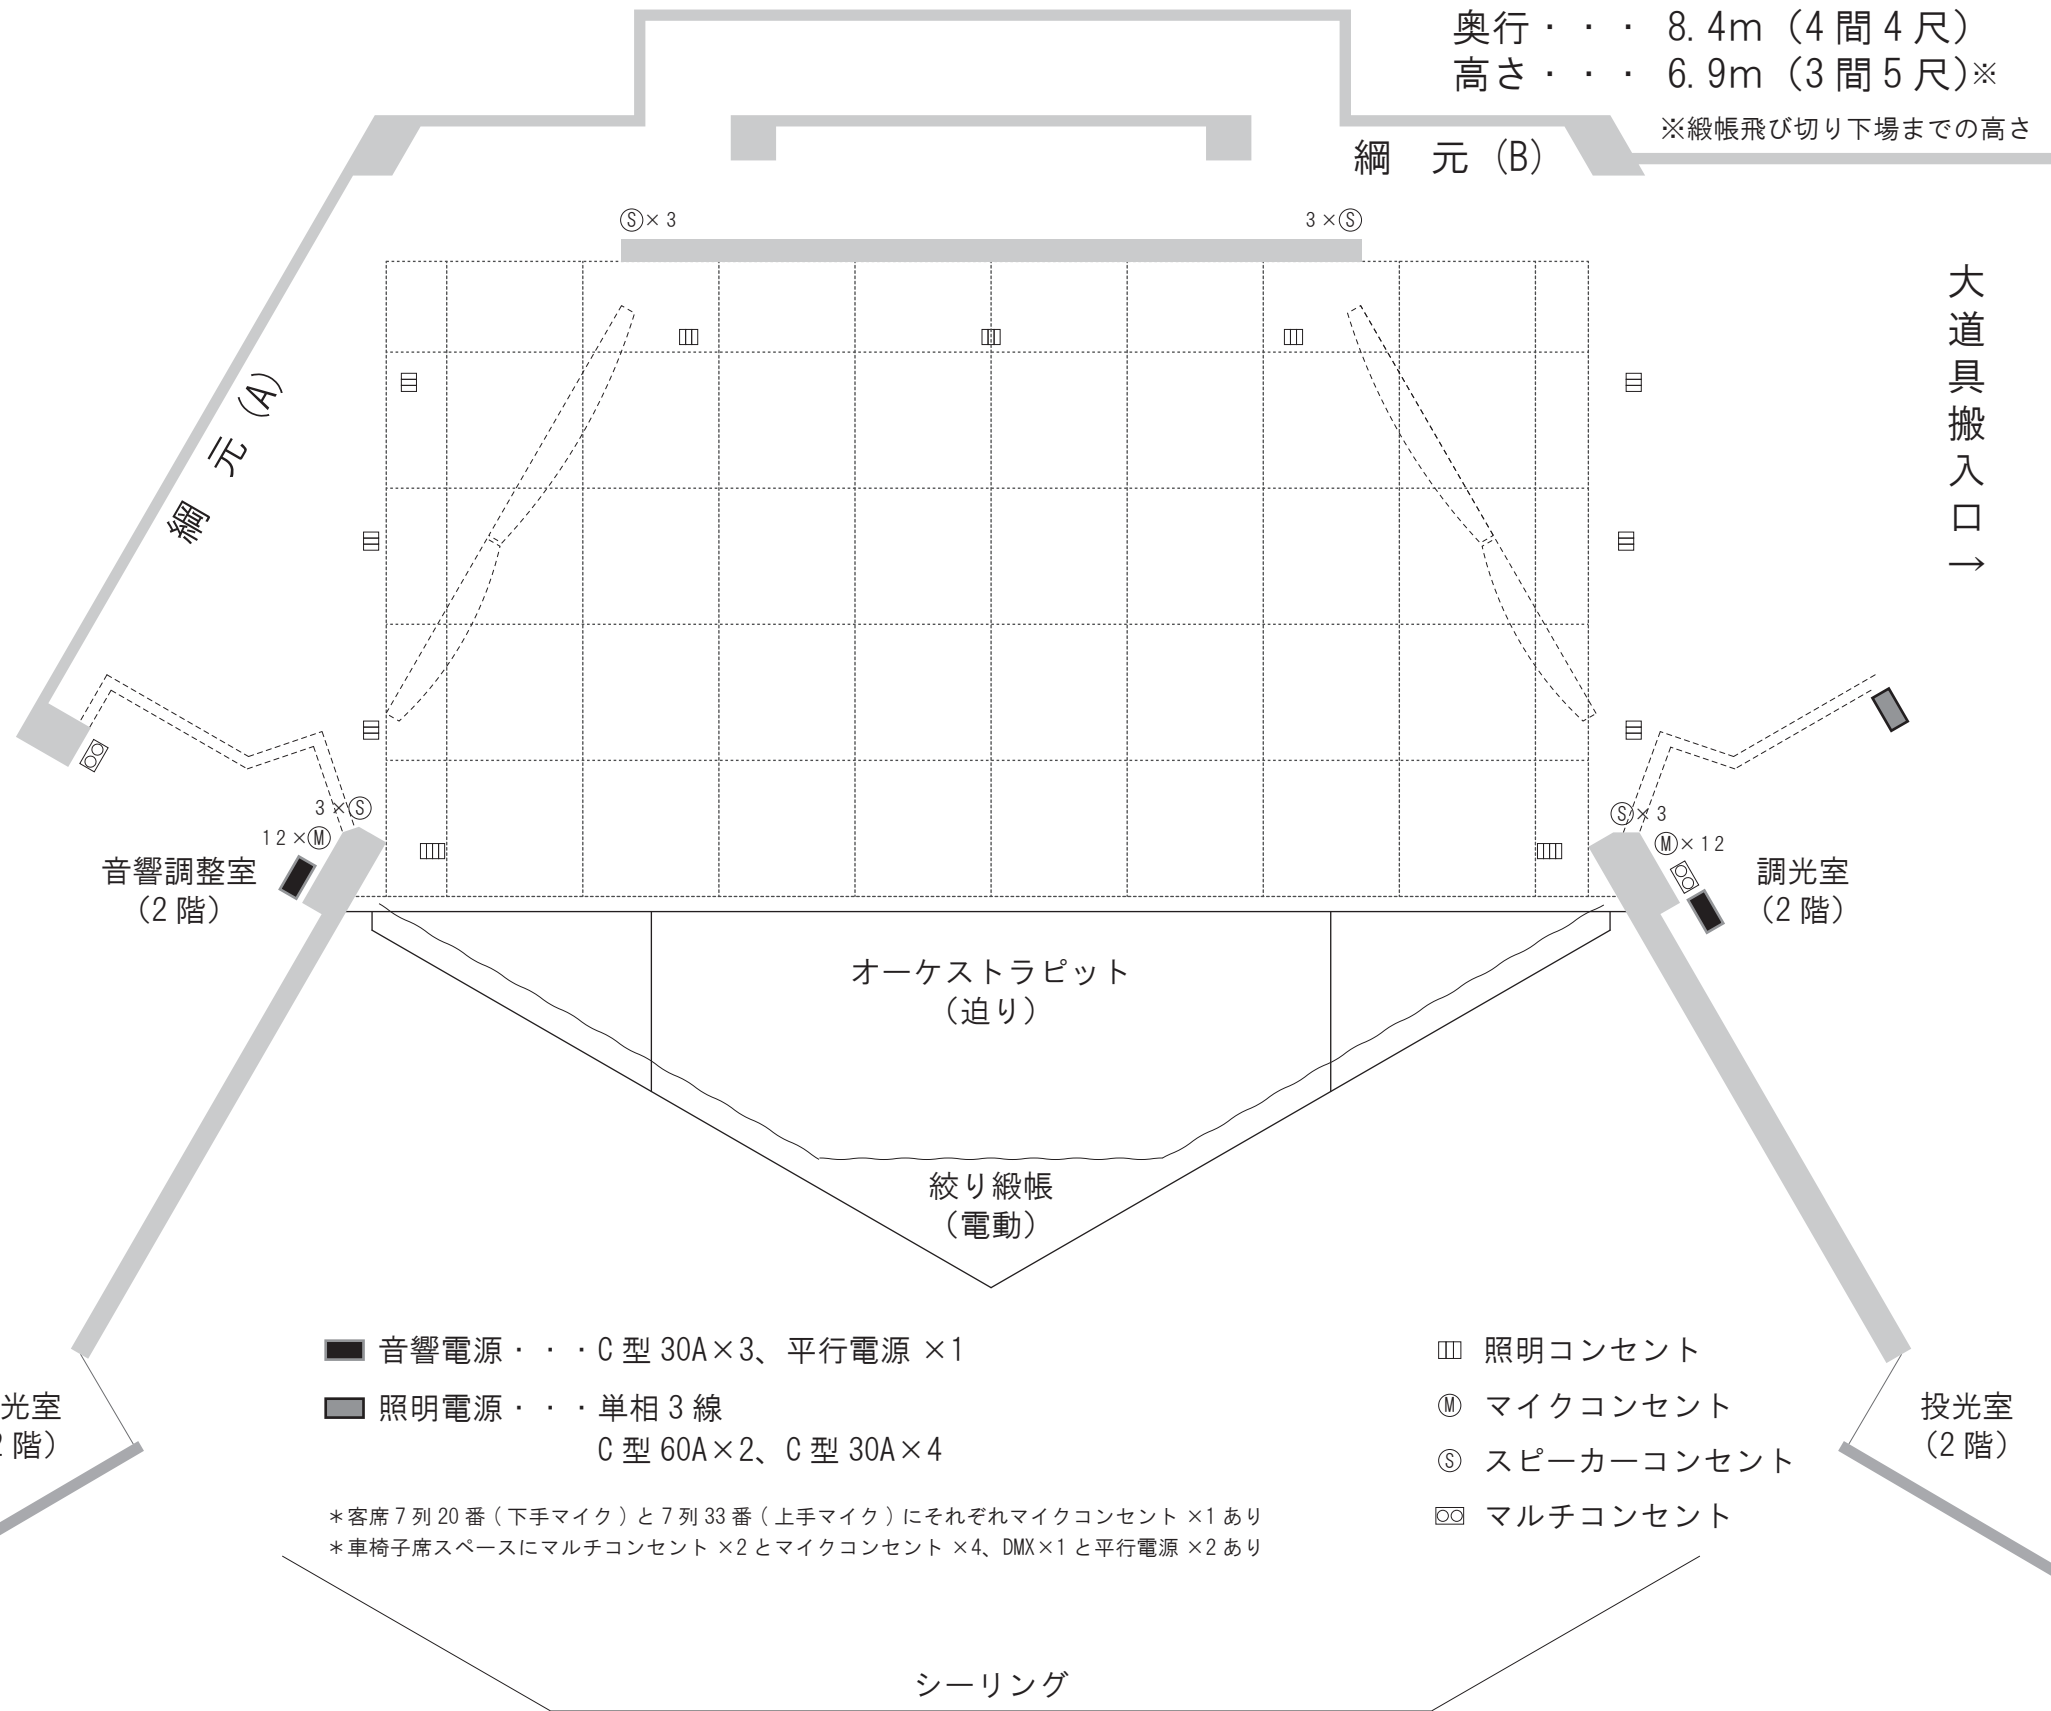 奥行・・・ 8.4m（4間4尺）
高さ・・・ 6.9m（3間5尺）※
※緞帳飛び切り下場までの高さ
綱 元（B）
Ⓢ×3
3×Ⓢ
大道具搬入口→
綱 元（A）
3×Ⓢ
12×Ⓜ
音響調整室
（2階）
Ⓢ×3
Ⓜ×12
調光室
（2階）
オーケストラピット
（迫り）
絞り緞帳
（電動）
音響電源・・・C型30A×3、平行電源×1
照明電源・・・単相3線
C型60A×2、C型30A×4
照明コンセント
Ⓜ マイクコンセント
Ⓢ スピーカーコンセント
マルチコンセント
光室
2階）
投光室
（2階）
＊客席7列20番(下手マイク)と7列33番(上手マイク)にそれぞれマイクコンセント×1あり
＊車椅子席スペースにマルチコンセント×2とマイクコンセント×4、DMX×1と平行電源×2あり
シーリング